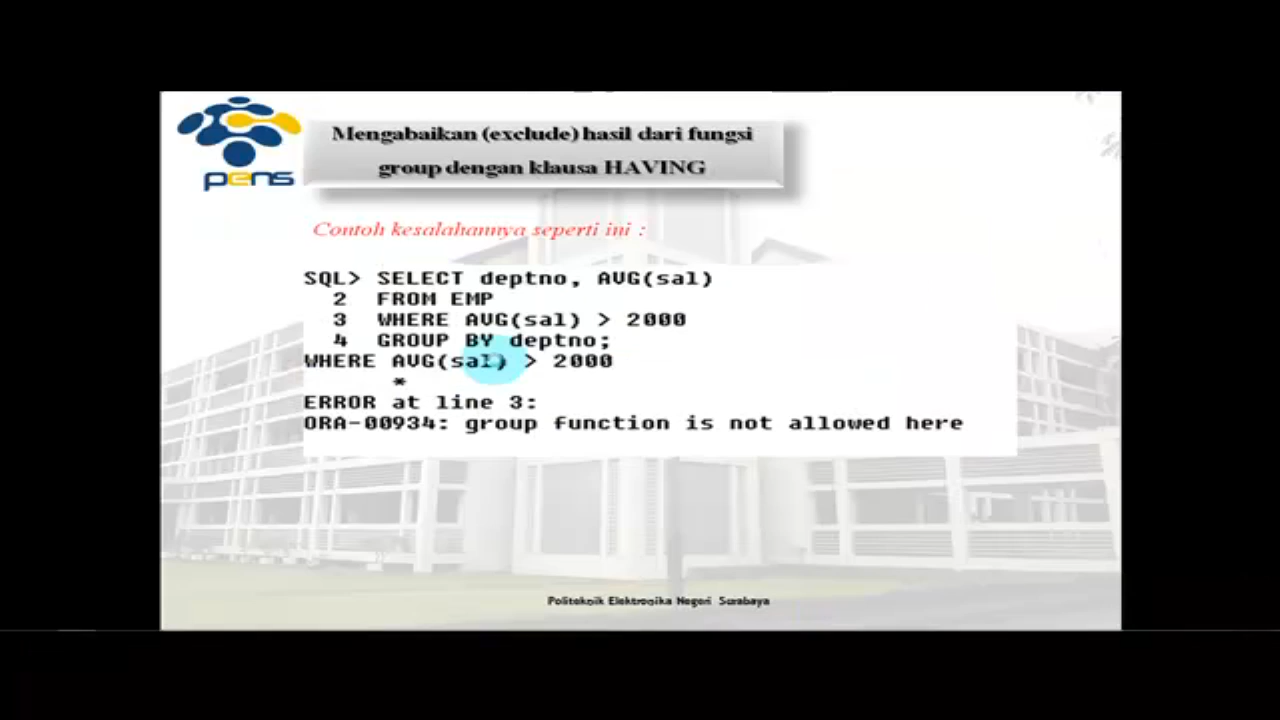 pens
Mengabaikan (exclude) hasil dari fungsi
group dengan klausa HAVING
Contoh kesalahannya seperti ini :
SQL> SELECT deptno, AVG(sal)
2 FROM EMP
3 WHERE AVG(sal) > 2000
4 GROUP BY deptno;
WHERE AVG(sal) > 2000
*
ERROR at line 3:
ORA-00934: group function is not allowed here
Politeknik Elektronika Negeri Surabaya